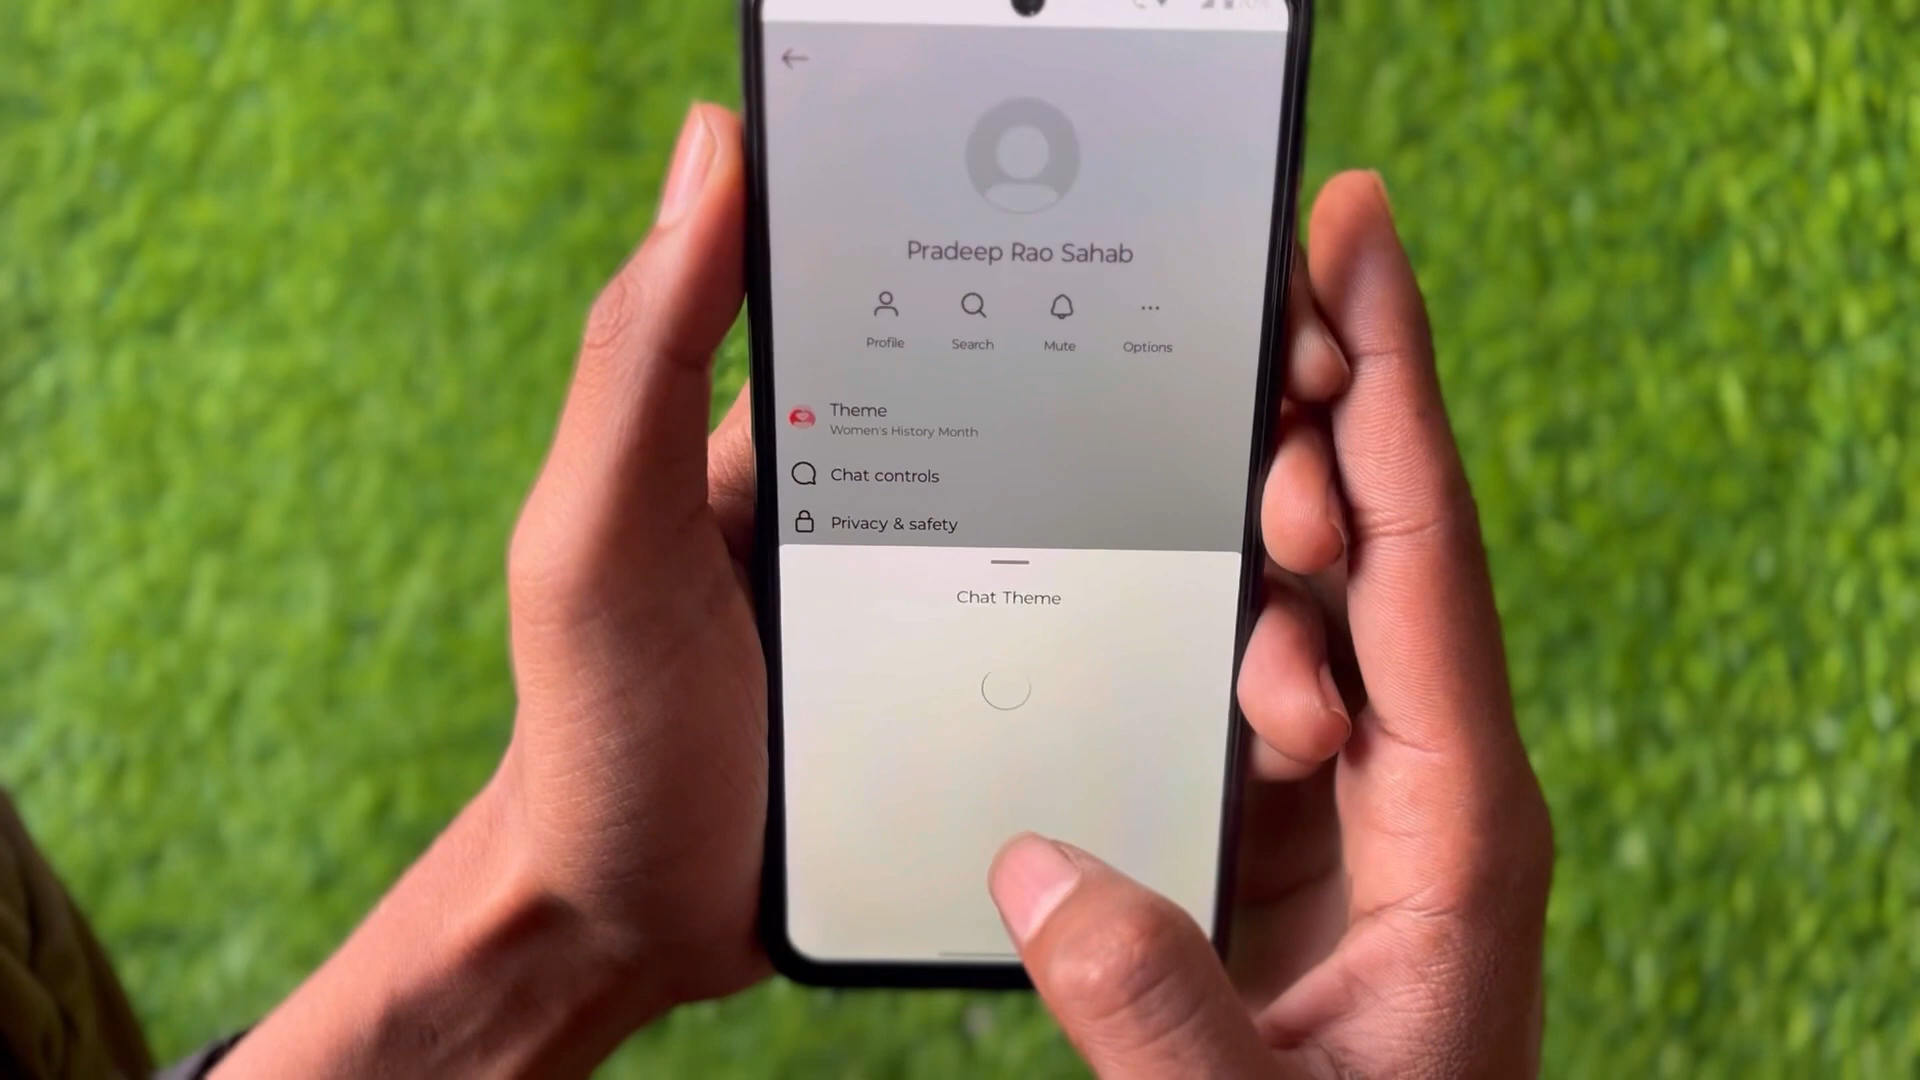 Pradeep Rao Sahab
Profile
Search
Mute
Options
Theme
Women's History Month
Chat controls
Privacy & safety
Chat Theme